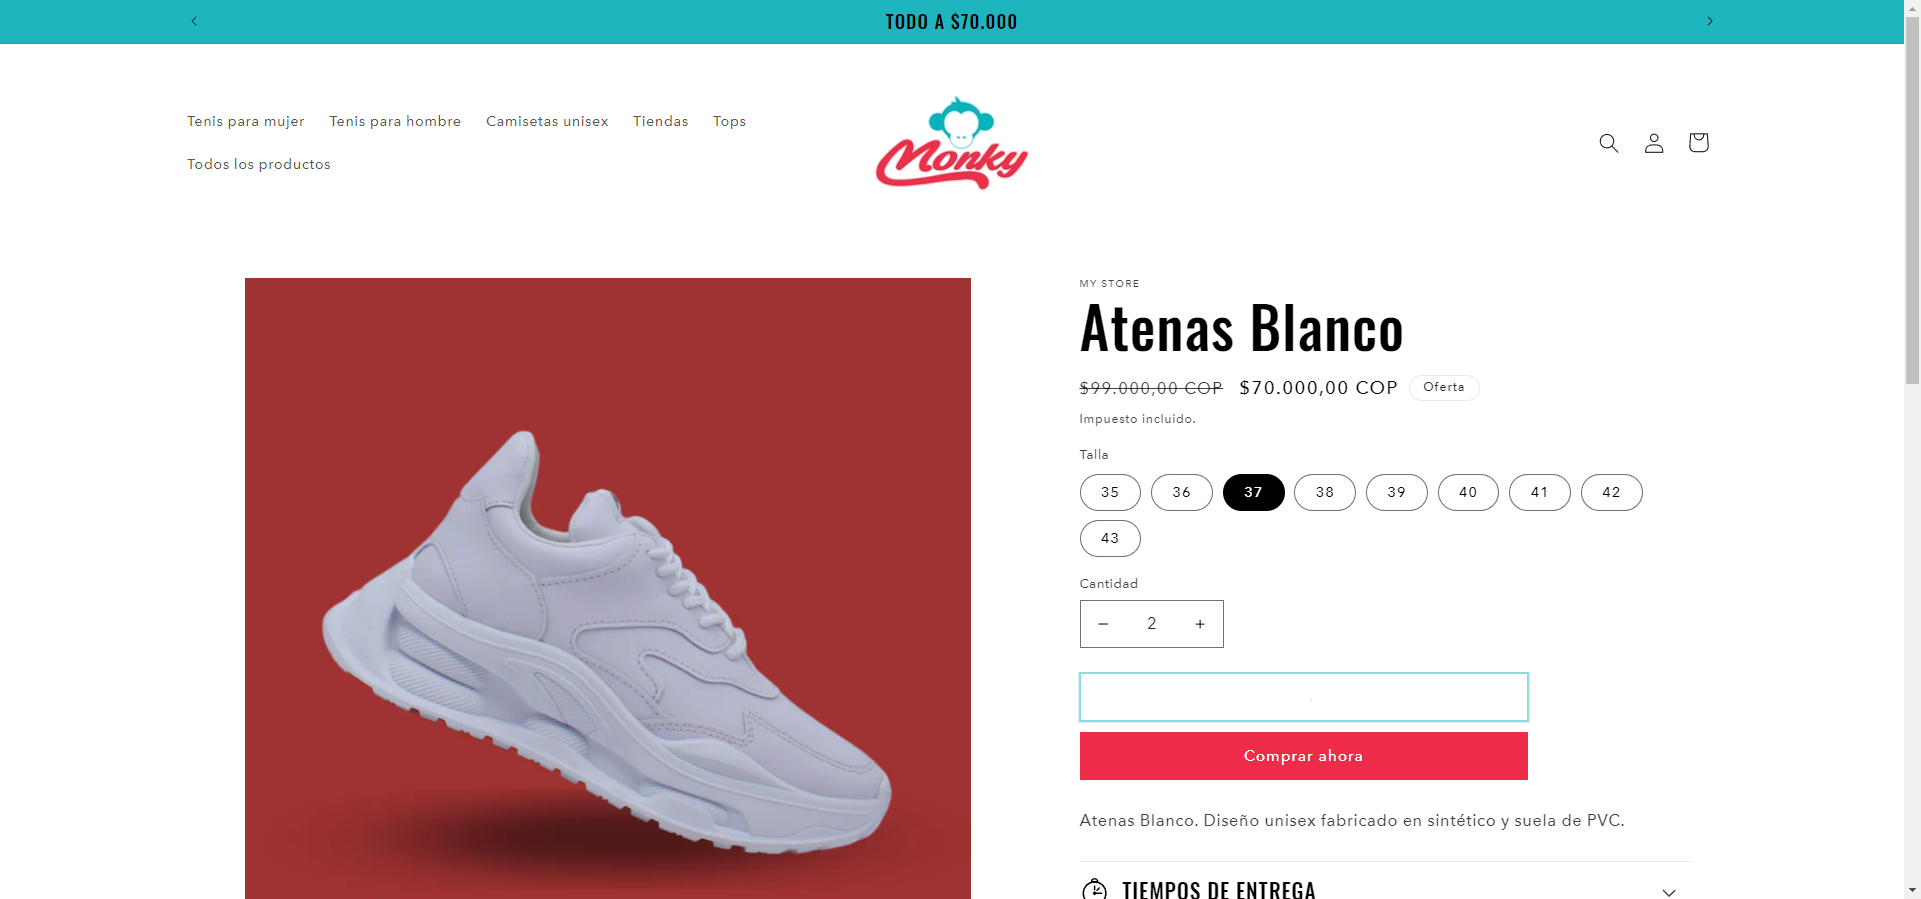 TODO A $70.000
Tenis para mujer
Tenis para hombre
Camisetas unisex
Tiendas
Tops
Todos los productos
Monky
MY STORE
Atenas Blanco
$99.000,00 COP $70.000,00 COP Oferta
Impuesto incluido.
Talla
35 36 37 38 39 40 41 42
43
Cantidad
− 2 +
Comprar ahora
Atenas Blanco. Diseño unisex fabricado en sintético y suela de PVC.
TIEMPOS DE ENTREGA